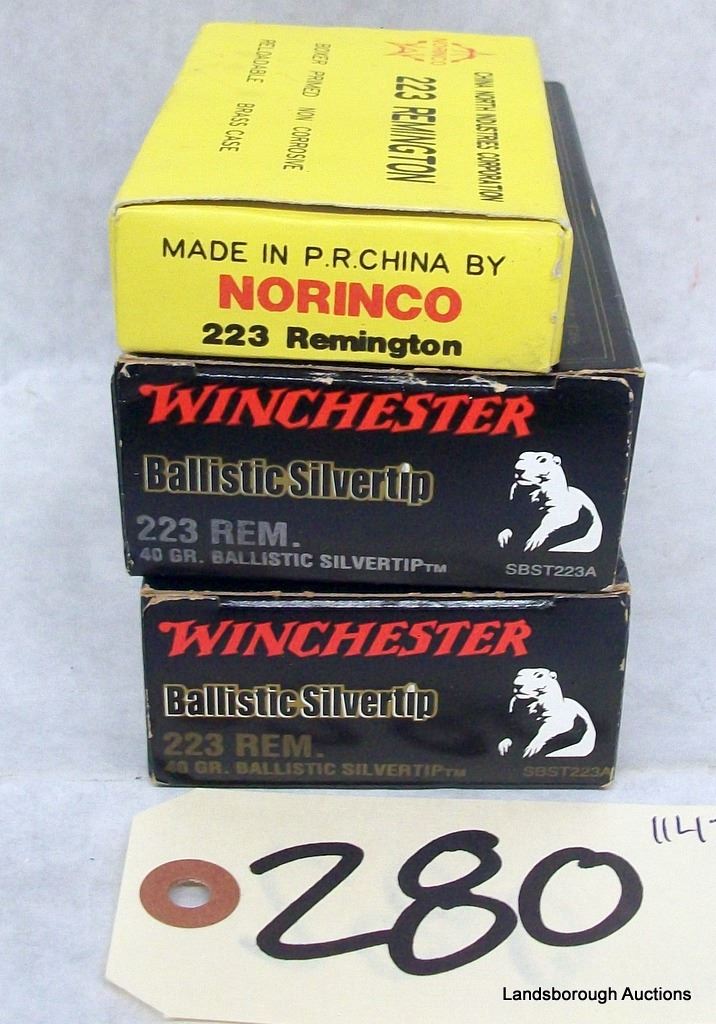 NORINCO
CHINA NORTH INDUSTRIES CORPORATION
223 REMINGTON
BOXER PRIMED NON CORROSIVE
RELOADABLE BRASS CASE
MADE IN P.R.CHINA BY
NORINCO
223 Remington
WINCHESTER
Ballistic Silvertip
223 REM.
40 GR. BALLISTIC SILVERTIP™
SBST223A
WINCHESTER
Ballistic Silvertip
223 REM.
40 GR. BALLISTIC SILVERTIP™
SBST223A
280
Landsborough Auctions